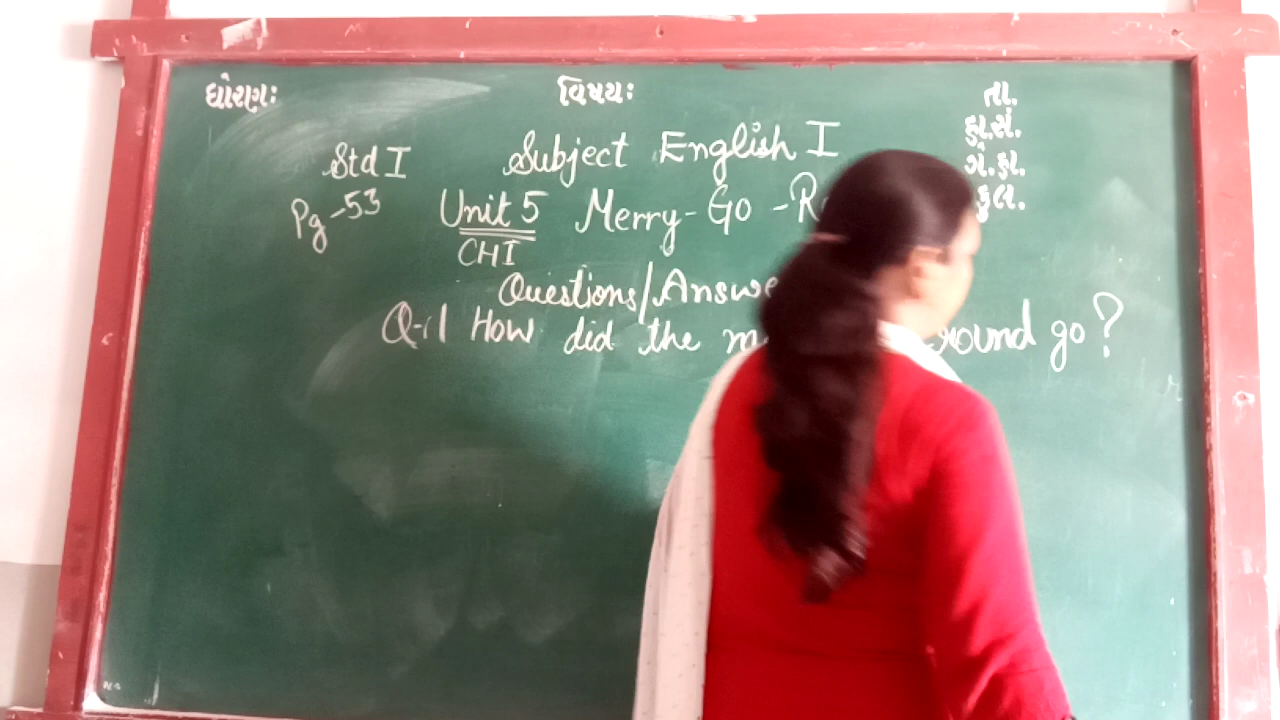 ધોરણઃ વિષયઃ તા.
કુ.સં.
Std I Subject English I ગે.હા.
Pg-53 Unit 5 Merry-Go- કુલ.
CHI
Questions/
Q-1 How did the round go?